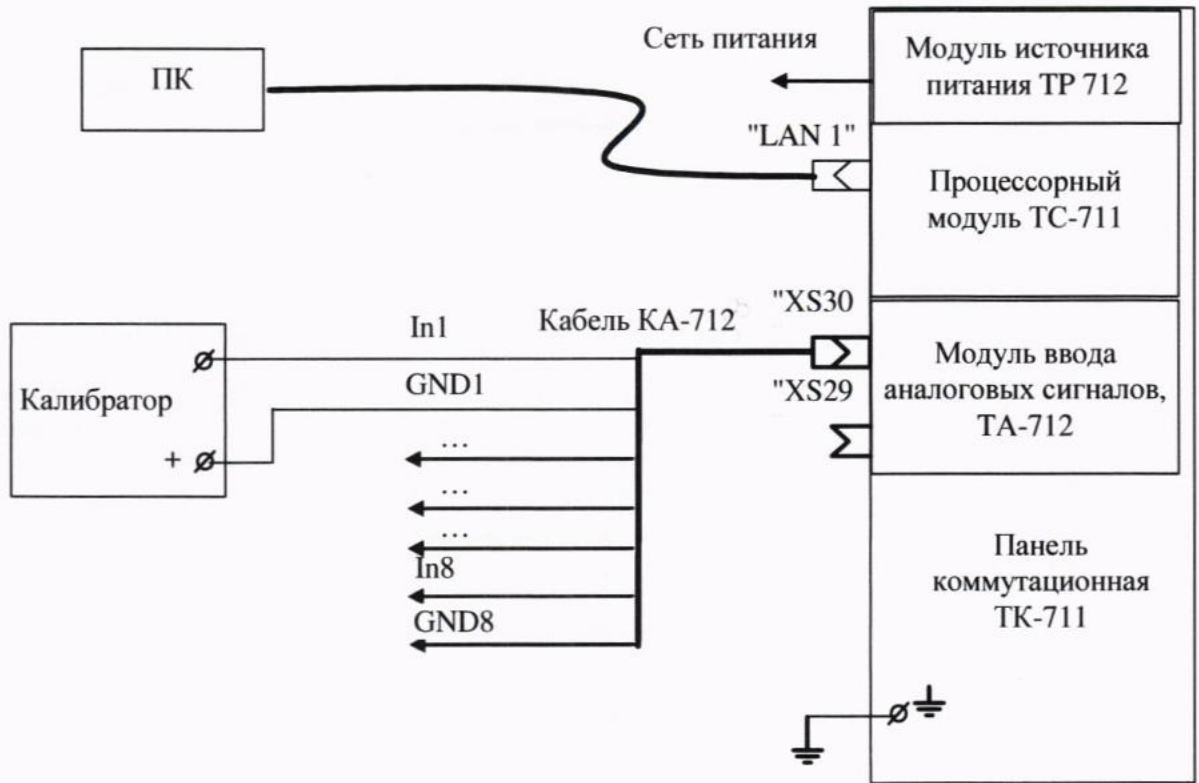 Сеть питания
Модуль источника
питания ТР 712
ПК
"LAN 1"
Процессорный
модуль ТС-711
"XS30
In1
Кабель КА-712
Модуль ввода
аналоговых сигналов,
ТА-712
GND1
"XS29
Калибратор
+
...
...
...
In8
GND8
Панель
коммутационная
ТК-711